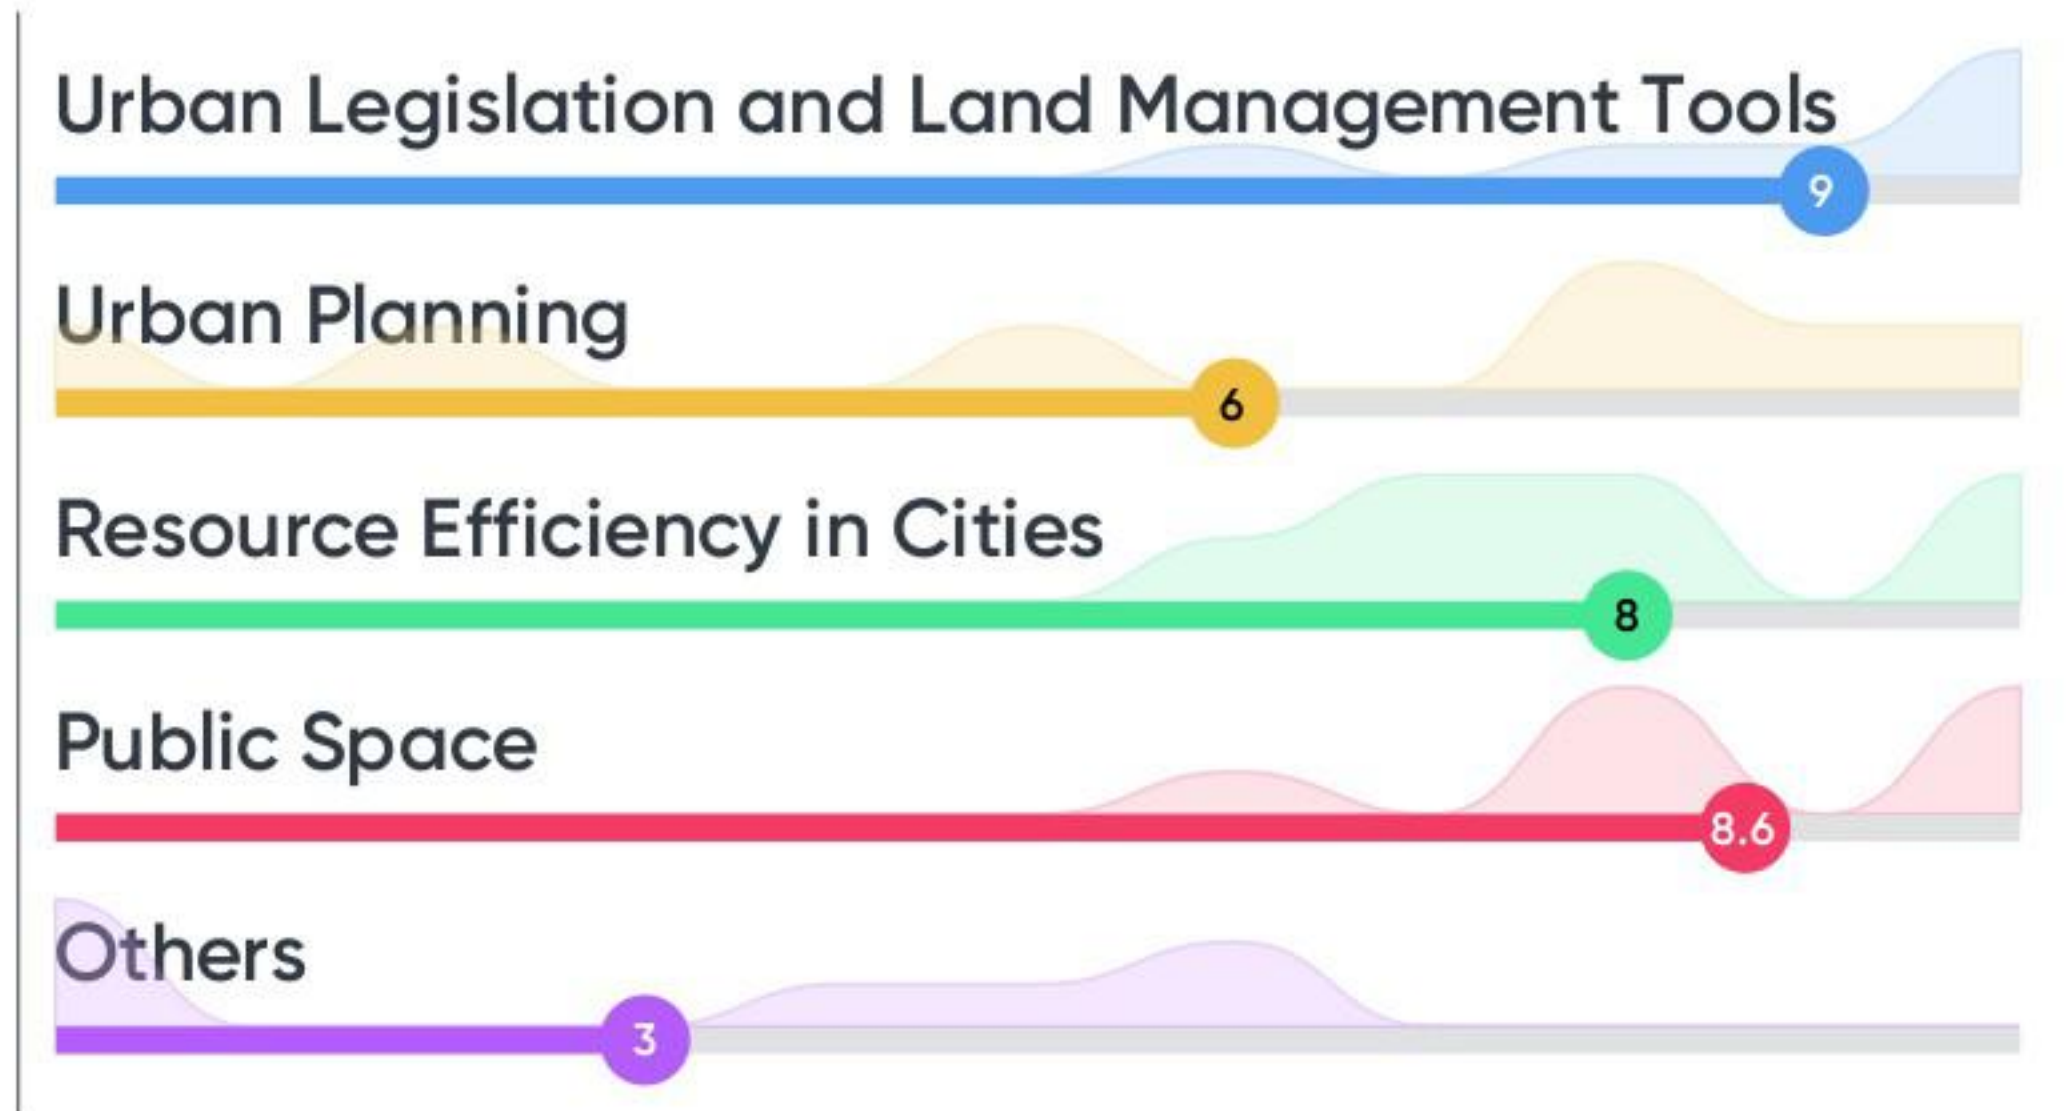 Urban Legislation and Land Management Tools
9
Urban Planning
6
Resource Efficiency in Cities
8
Public Space
8.6
Others
3